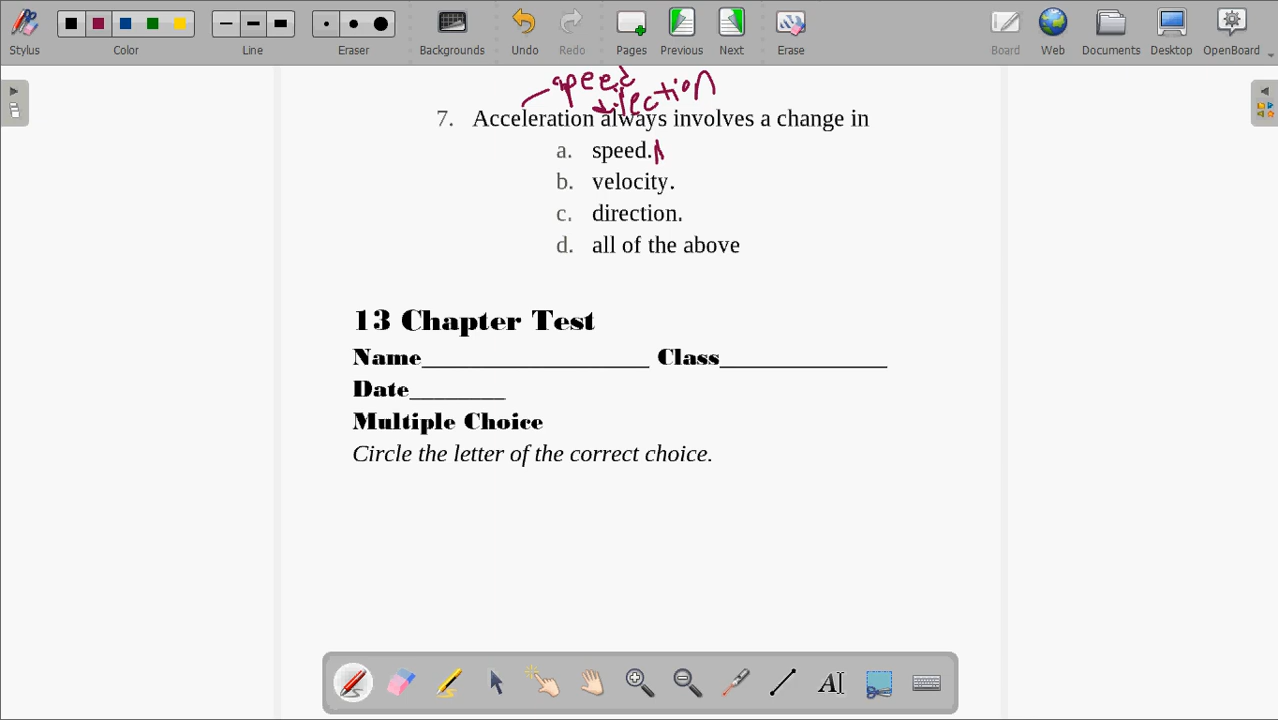 Stylus Color Line Eraser Backgrounds Undo Redo Pages Previous Next Erase Board Web Documents Desktop OpenBoard
speed
direction
7. Acceleration always involves a change in
a. speed.
b. velocity.
c. direction.
d. all of the above
13 Chapter Test
Name___________________ Class______________
Date________
Multiple Choice
Circle the letter of the correct choice.